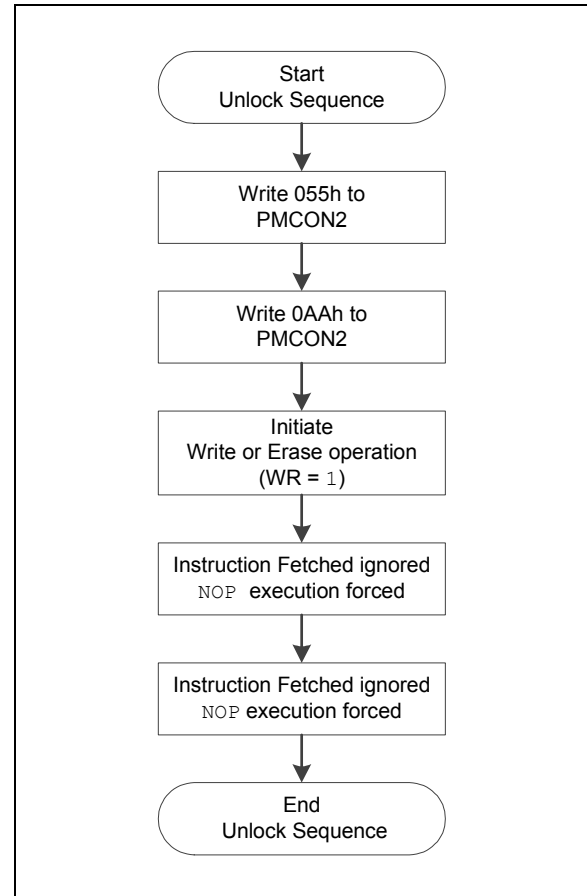 Start
Unlock Sequence
Write 055h to
PMCON2
Write 0AAh to
PMCON2
Initiate
Write or Erase operation
(WR = 1)
Instruction Fetched ignored
NOP execution forced
Instruction Fetched ignored
NOP execution forced
End
Unlock Sequence